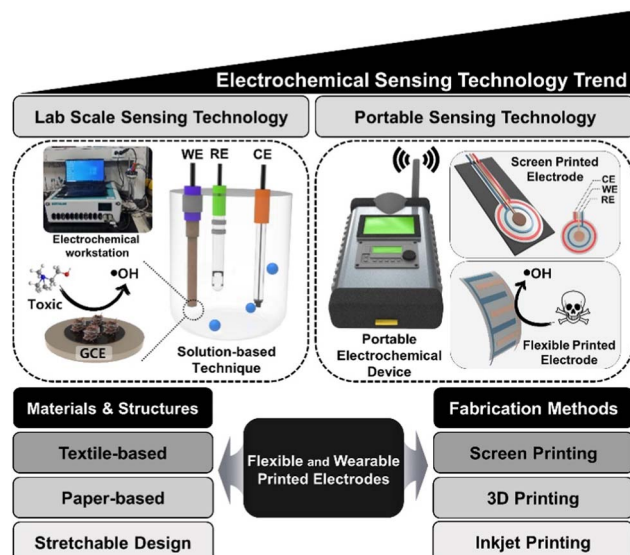 Electrochemical Sensing Technology Trend
Lab Scale Sensing Technology
Portable Sensing Technology
WE RE CE
Electrochemical
workstation
Toxic
•OH
GCE
Solution-based
Technique
Portable
Electrochemical
Device
Screen Printed
Electrode
CE
WE
RE
•OH
Flexible Printed
Electrode
Materials & Structures
Textile-based
Paper-based
Stretchable Design
Flexible and Wearable
Printed Electrodes
Fabrication Methods
Screen Printing
3D Printing
Inkjet Printing